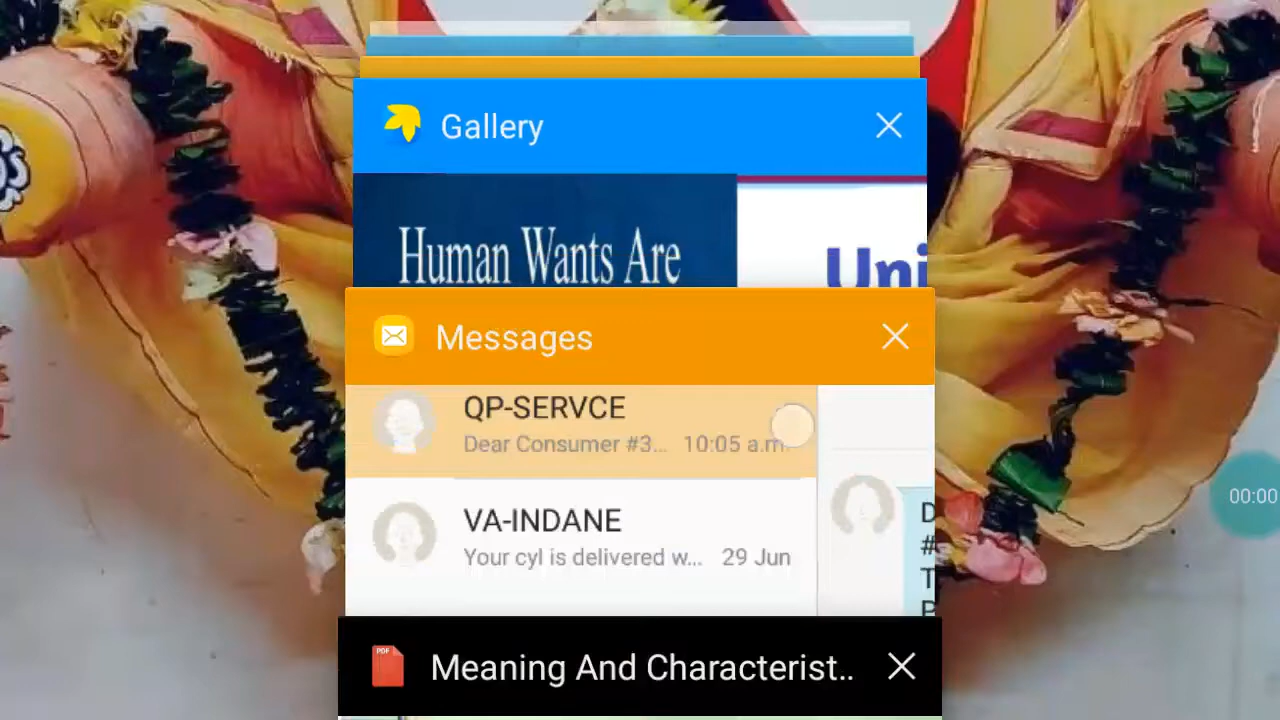 Gallery
Human Wants Are
Uni
Messages
QP-SERVCE
Dear Consumer #3... 10:05 a.m.
VA-INDANE
Your cyl is delivered w... 29 Jun
D
#
T
P
00:00
PDF
Meaning And Characterist..